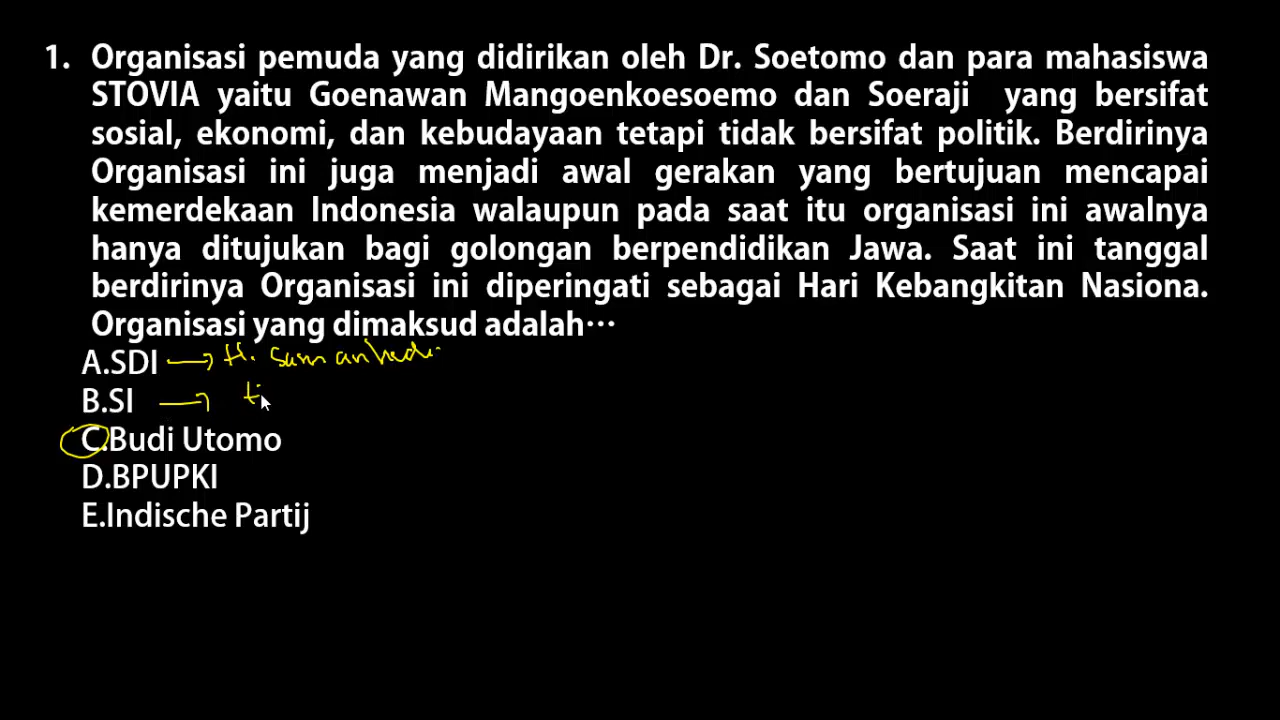 1. Organisasi pemuda yang didirikan oleh Dr. Soetomo dan para mahasiswa
STOVIA yaitu Goenawan Mangoenkoesoemo dan Soeraji yang bersifat
sosial, ekonomi, dan kebudayaan tetapi tidak bersifat politik. Berdirinya
Organisasi ini juga menjadi awal gerakan yang bertujuan mencapai
kemerdekaan Indonesia walaupun pada saat itu organisasi ini awalnya
hanya ditujukan bagi golongan berpendidikan Jawa. Saat ini tanggal
berdirinya Organisasi ini diperingati sebagai Hari Kebangkitan Nasiona.
Organisasi yang dimaksud adalah...
A.SDI → H. Samanhudi
B.SI →
C.Budi Utomo
D.BPUPKI
E.Indische Partij